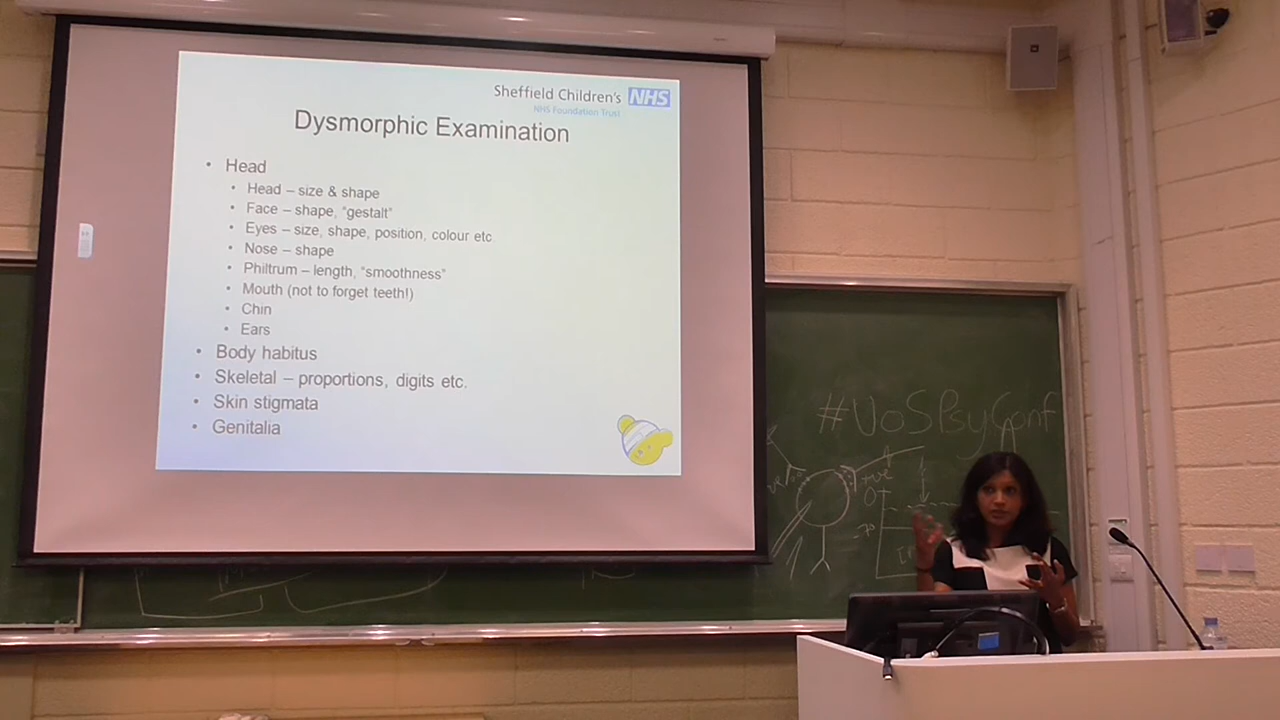 Sheffield Children's NHS
NHS Foundation Trust
Dysmorphic Examination
• Head
• Head – size & shape
• Face – shape, "gestalt"
• Eyes – size, shape, position, colour etc
• Nose – shape
• Philtrum – length, "smoothness"
• Mouth (not to forget teeth!)
• Chin
• Ears
• Body habitus
• Skeletal – proportions, digits etc.
• Skin stigmata
• Genitalia
#UoSPsyConf
+ve
0